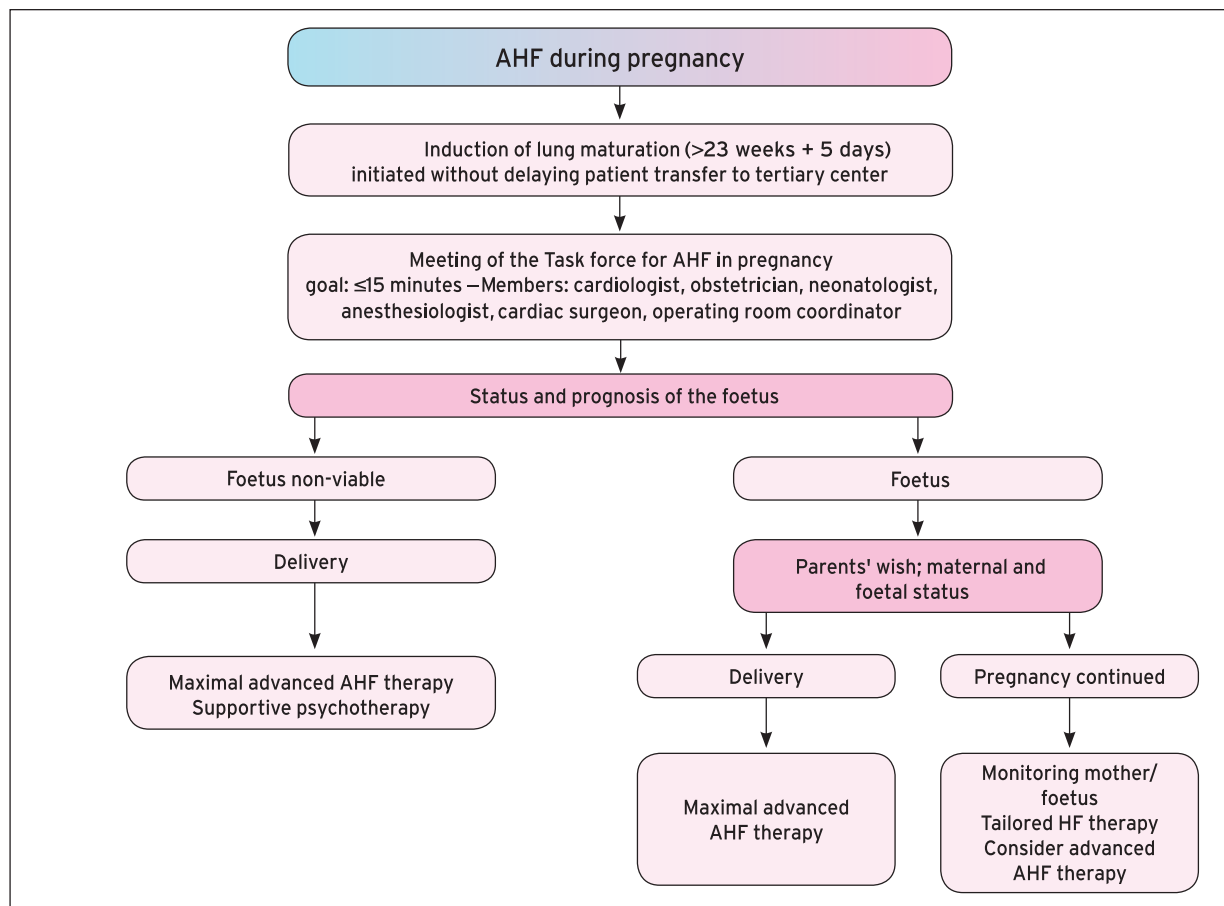 AHF during pregnancy
Induction of lung maturation (>23 weeks + 5 days)
initiated without delaying patient transfer to tertiary center
Meeting of the Task force for AHF in pregnancy
goal: ≤15 minutes –Members: cardiologist, obstetrician, neonatologist,
anesthesiologist, cardiac surgeon, operating room coordinator
Status and prognosis of the foetus
Foetus non-viable
Delivery
Maximal advanced AHF therapy
Supportive psychotherapy
Foetus
Parents' wish; maternal and
foetal status
Delivery
Maximal advanced
AHF therapy
Pregnancy continued
Monitoring mother/
foetus
Tailored HF therapy
Consider advanced
AHF therapy